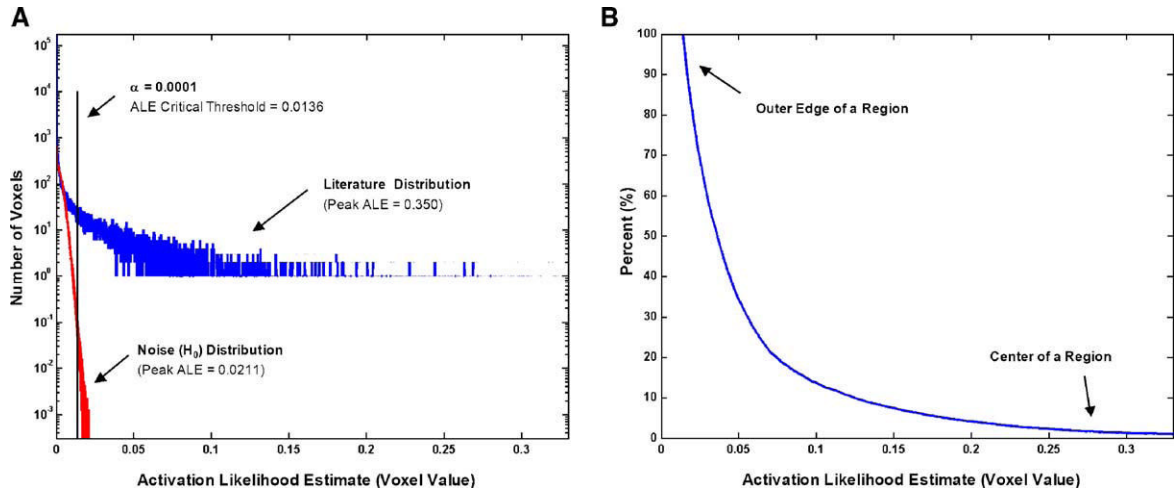 A
Number of Voxels
10^5
10^4
10^3
10^2
10^1
10^0
10^-1
10^-2
10^-3
α = 0.0001
ALE Critical Threshold = 0.0136
Literature Distribution
(Peak ALE = 0.350)
Noise (H₀) Distribution
(Peak ALE = 0.0211)
0 0.05 0.1 0.15 0.2 0.25 0.3
Activation Likelihood Estimate (Voxel Value)
B
Percent (%)
100
90
80
70
60
50
40
30
20
10
0
Outer Edge of a Region
Center of a Region
0 0.05 0.1 0.15 0.2 0.25 0.3
Activation Likelihood Estimate (Voxel Value)